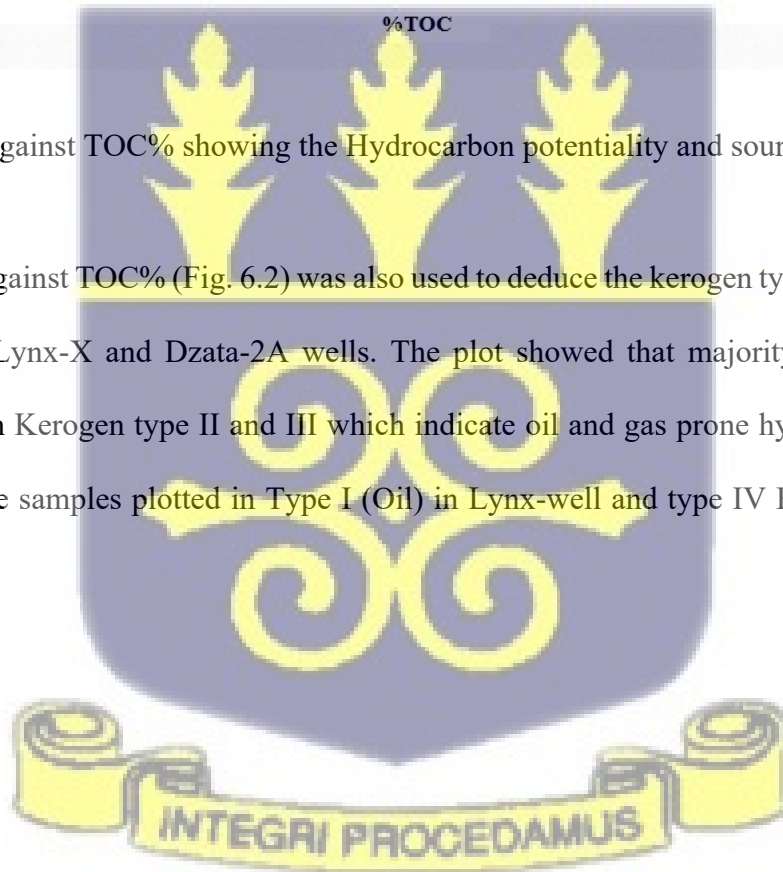 %TOC
gainst TOC% showing the Hydrocarbon potentiality and sour
gainst TOC% (Fig. 6.2) was also used to deduce the kerogen ty
Lynx-X and Dzata-2A wells. The plot showed that majority
Kerogen type II and III which indicate oil and gas prone hy
samples plotted in Type I (Oil) in Lynx-well and type IV I
INTEGRI PROCEDAMUS